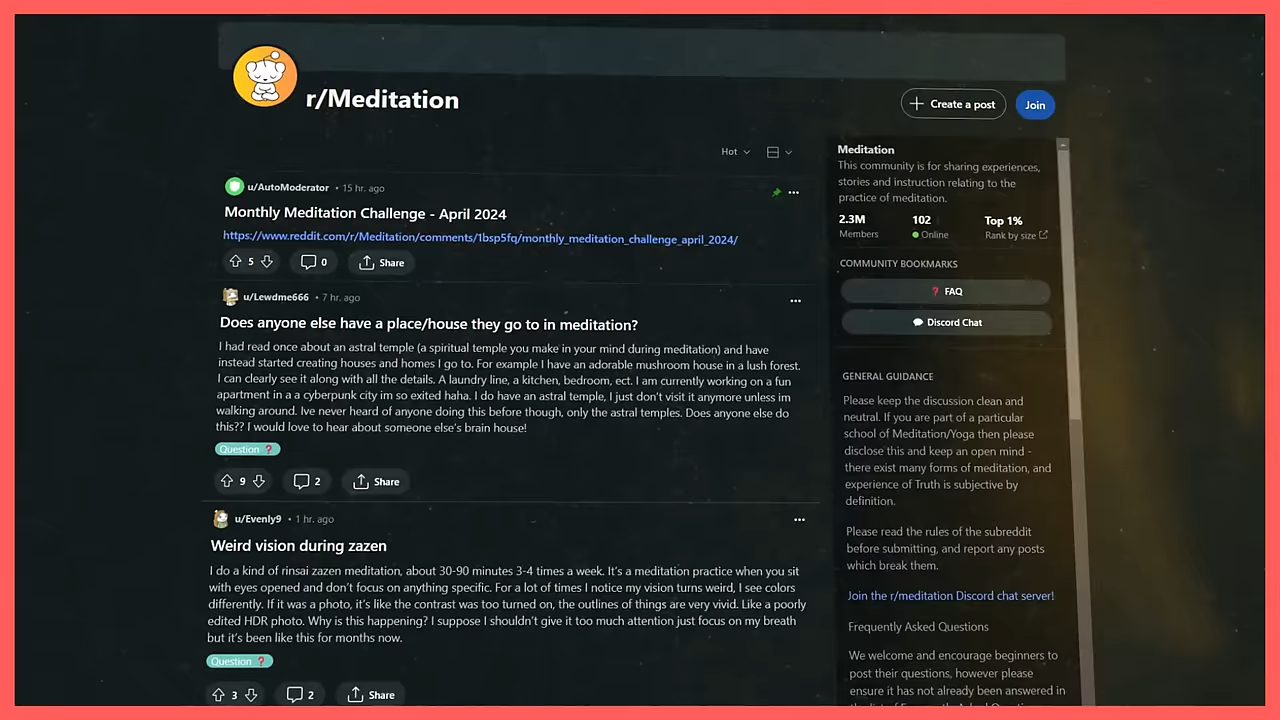 r/Meditation
Create a post
Join
Hot
u/AutoModerator • 15 hr. ago
Monthly Meditation Challenge - April 2024
https://www.reddit.com/r/Meditation/comments/1bsp5fq/monthly_meditation_challenge_april_2024/
5
0
Share
u/Lewdme666 • 7 hr. ago
Does anyone else have a place/house they go to in meditation?
I had read once about an astral temple (a spiritual temple you make in your mind during meditation) and have
instead started creating houses and homes I go to. For example I have an adorable mushroom house in a lush forest.
I can clearly see it along with all the details. A laundry line, a kitchen, bedroom, ect. I am currently working on a fun
apartment in a a cyberpunk city im so exited haha. I do have an astral temple, I just don't visit it anymore unless im
walking around. Ive never heard of anyone doing this before though, only the astral temples. Does anyone else do
this?? I would love to hear about someone else's brain house!
Question ❓
9
2
Share
u/Evenly9 • 1 hr. ago
Weird vision during zazen
I do a kind of rinsai zazen meditation, about 30-90 minutes 3-4 times a week. It's a meditation practice when you sit
with eyes opened and don't focus on anything specific. For a lot of times I notice my vision turns weird, I see colors
differently. If it was a photo, it's like the contrast was too turned on, the outlines of things are very vivid. Like a poorly
edited HDR photo. Why is this happening? I suppose I shouldn't give it too much attention just focus on my breath
but it's been like this for months now.
Question ❓
3
2
Share
Meditation
This community is for sharing experiences,
stories and instruction relating to the
practice of meditation.
2.3M
Members
102
Online
Top 1%
Rank by size
COMMUNITY BOOKMARKS
❓ FAQ
Discord Chat
GENERAL GUIDANCE
Please keep the discussion clean and
neutral. If you are part of a particular
school of Meditation/Yoga then please
disclose this and keep an open mind -
there exist many forms of meditation, and
experience of Truth is subjective by
definition.
Please read the rules of the subreddit
before submitting, and report any posts
which break them.
Join the r/meditation Discord chat server!
Frequently Asked Questions
We welcome and encourage beginners to
post their questions, however please
ensure it has not already been answered in